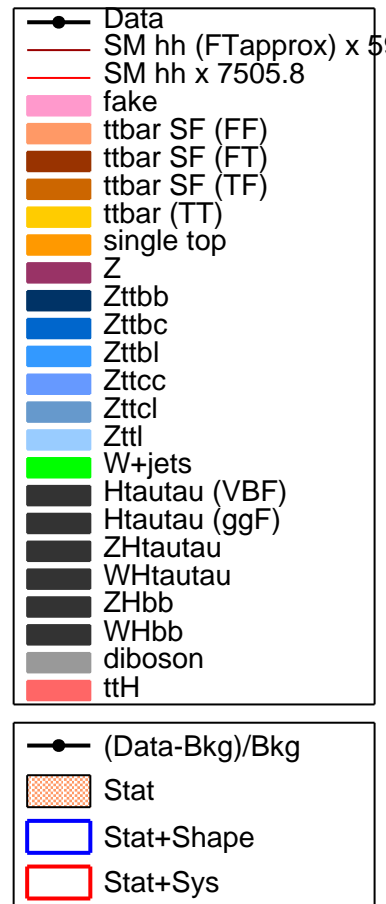 Data
SM hh (FTapprox) x 59
SM hh x 7505.8
fake
ttbar SF (FF)
ttbar SF (FT)
ttbar SF (TF)
ttbar (TT)
single top
Z
Zttbb
Zttbc
Zttbl
Zttcc
Zttcl
Zttl
W+jets
Htautau (VBF)
Htautau (ggF)
ZHtautau
WHtautau
ZHbb
WHbb
diboson
ttH
(Data-Bkg)/Bkg
Stat
Stat+Shape
Stat+Sys